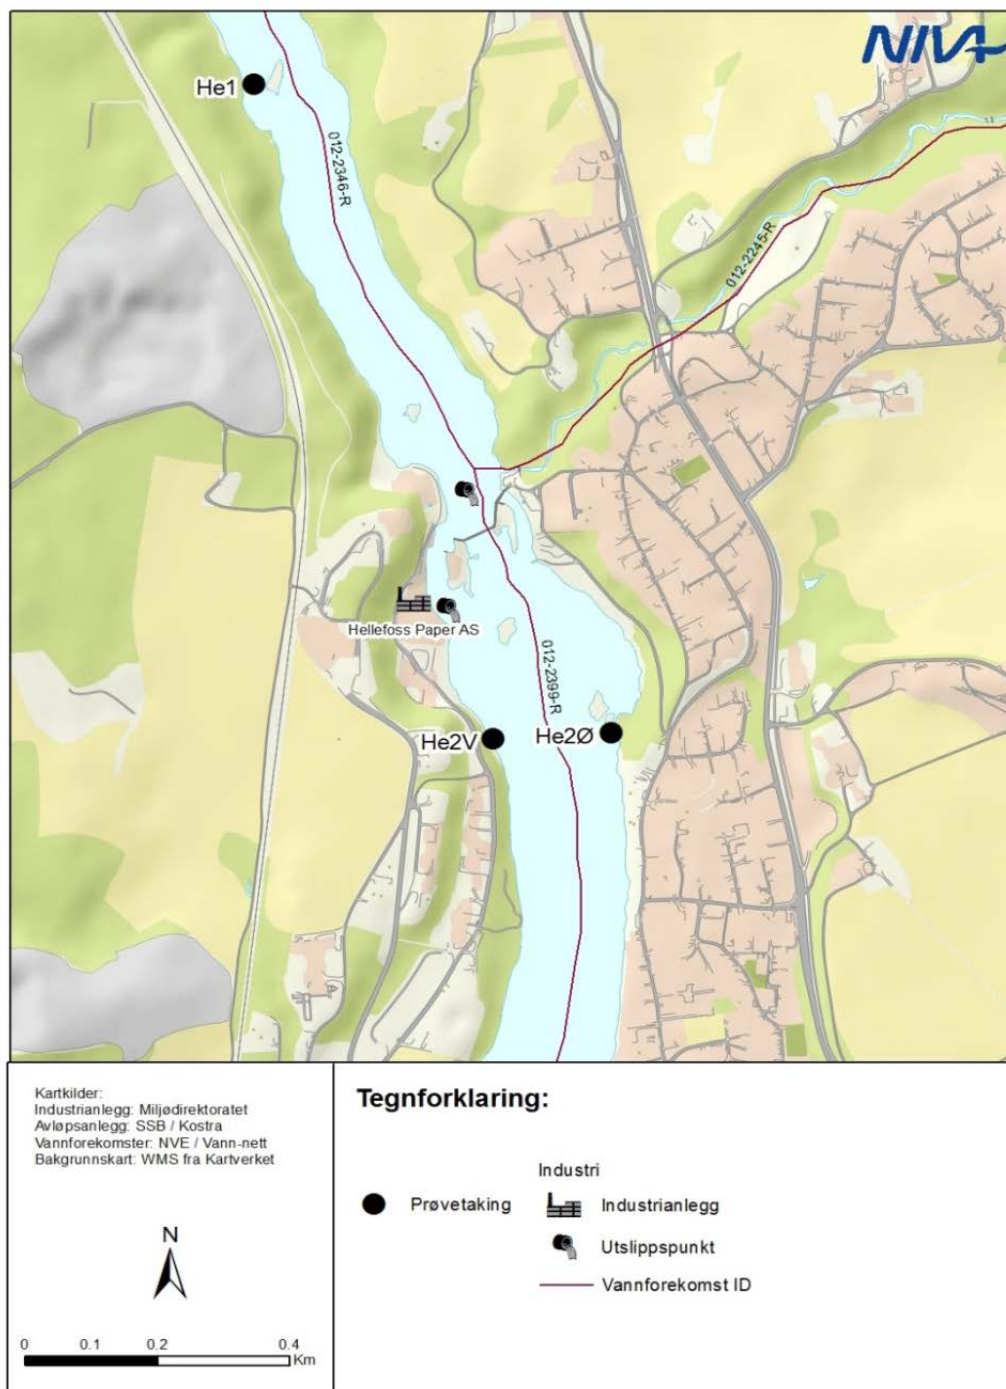 NIVA
He1
012-2346-R
012-2245-R
Hellefoss Paper AS
012-2399-R
He2V
He2Ø
Kartkilder:
Industrianlegg: Miljødirektoratet
Avløpsanlegg: SSB / Kostra
Vannforekomster: NVE / Vann-nett
Bakgrunnskart: WMS fra Kartverket
N
0 0.1 0.2 0.4
Km
Tegnforklaring:
Industri
Prøvetaking
Industrianlegg
Utslippspunkt
Vannforekomst ID